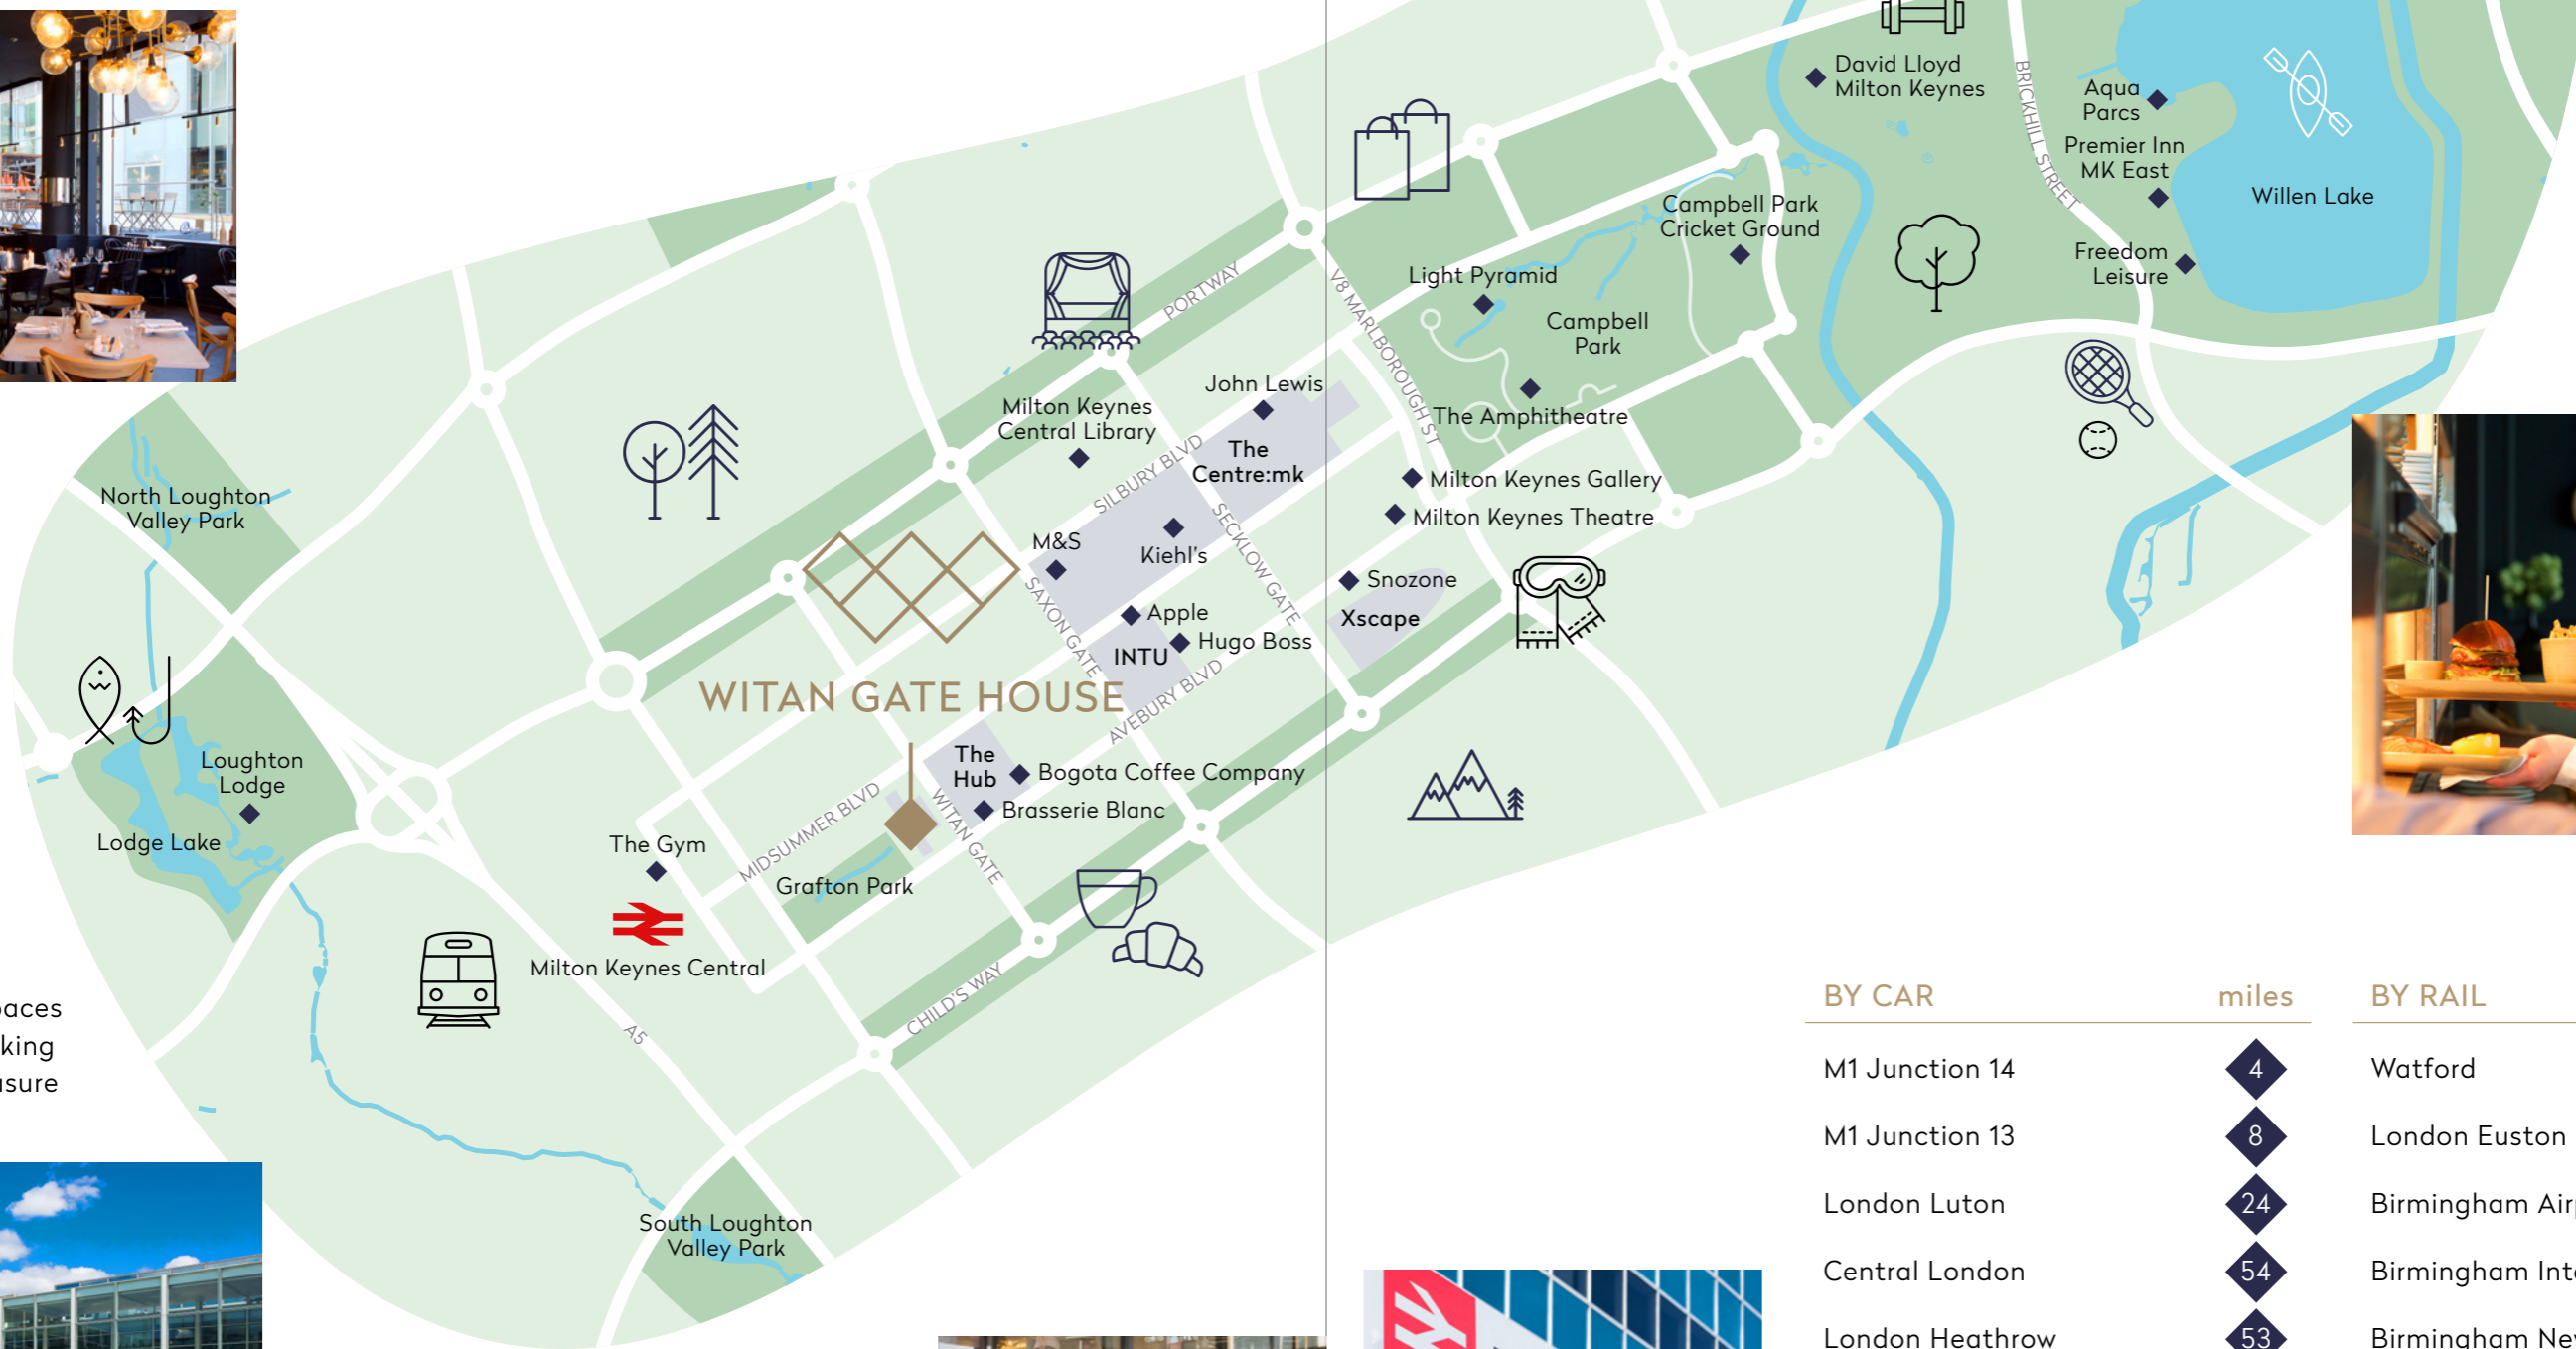 David Lloyd
Milton Keynes
BRICKHILL STREET
Aqua
Parcs
Premier Inn
MK East
Willen Lake
Freedom
Leisure
Campbell Park
Cricket Ground
Light Pyramid
Campbell
Park
The Amphitheatre
PORTWAY
V8 MARLBOROUGH ST
John Lewis
Milton Keynes
Central Library
The
Centre:mk
SILBURY BLVD
Milton Keynes Gallery
Milton Keynes Theatre
SECKLOW GATE
M&S
Kiehl's
Snozone
Xscape
SAXON GATE
Apple
Hugo Boss
INTU
AVEBURY BLVD
North Loughton
Valley Park
WITAN GATE HOUSE
The
Hub
Bogota Coffee Company
Brasserie Blanc
WITAN GATE
MIDSUMMER BLVD
Loughton
Lodge
Lodge Lake
The Gym
Grafton Park
Milton Keynes Central
CHILD'S WAY
A5
South Loughton
Valley Park
BY CAR miles
M1 Junction 14 4
M1 Junction 13 8
London Luton 24
Central London 54
London Heathrow 53
BY RAIL
Watford
London Euston
Birmingham
Birmingham
Birmingham